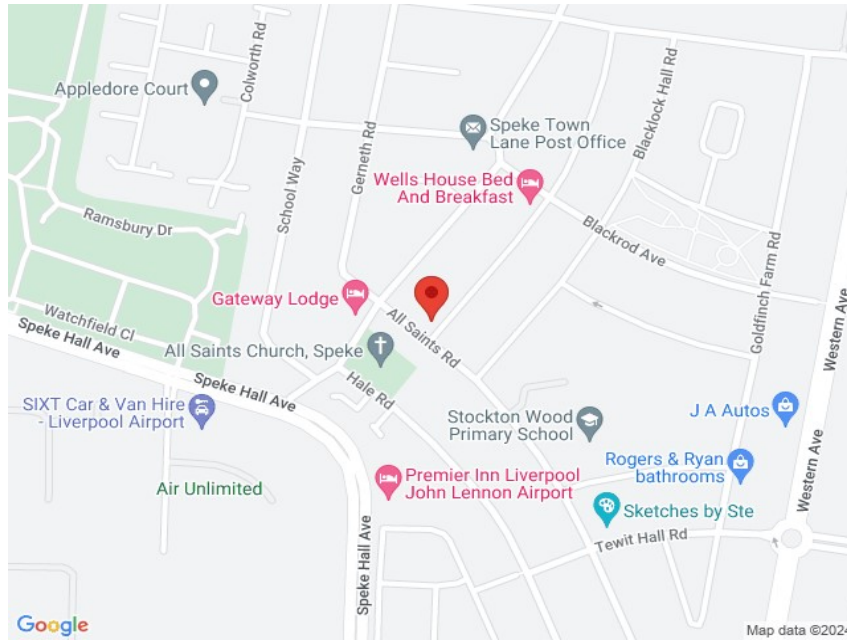 Colworth Rd
Appledore Court
Gerneth Rd
School Way
Speke Town
Lane Post Office
Blacklock Hall Rd
Wells House Bed
And Breakfast
Ramsbury Dr
Blackrod Ave
Goldfinch Farm Rd
Western Ave
Gateway Lodge
Watchfield Cl
Speke Hall Ave
All Saints Rd
All Saints Church, Speke
Speke Hall Ave
Hale Rd
SIXT Car & Van Hire
- Liverpool Airport
Stockton Wood
Primary School
J A Autos
Rogers & Ryan
bathrooms
Western Ave
Air Unlimited
Premier Inn Liverpool
John Lennon Airport
Sketches by Ste
Tewit Hall Rd
Speke Hall Ave
Google
Map data ©2024